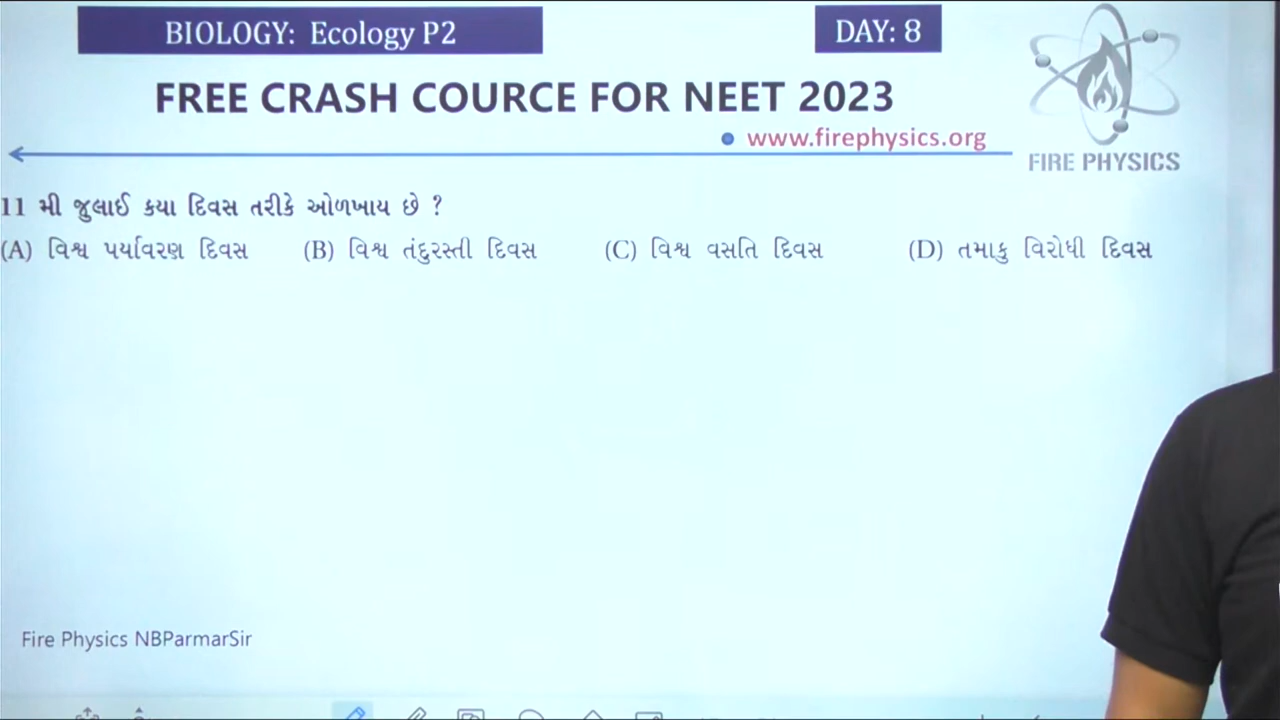 BIOLOGY: Ecology P2
DAY: 8
FREE CRASH COURCE FOR NEET 2023
• www.firephysics.org
FIRE PHYSICS
11 મી જુલાઈ કયા દિવસ તરીકે ઓળખાય છે ?
(A) વિશ્વ પર્યાવરણ દિવસ (B) વિશ્વ તંદુરસ્તી દિવસ (C) વિશ્વ વસતિ દિવસ (D) તમાકુ વિરોધી દિવસ
Fire Physics NBParmarSir